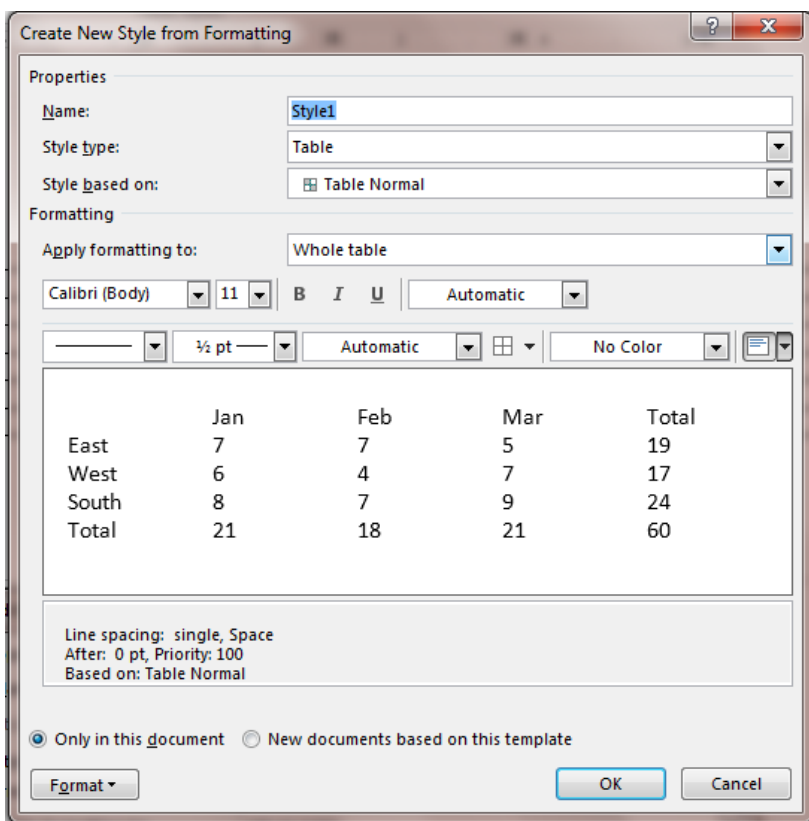 Create New Style from Formatting
Properties
Name: Style1
Style type: Table
Style based on: Table Normal
Formatting
Apply formatting to: Whole table
Calibri (Body) 11 B I U Automatic
½ pt Automatic No Color
Jan Feb Mar Total
East 7 7 5 19
West 6 4 7 17
South 8 7 9 24
Total 21 18 21 60
Line spacing: single, Space
After: 0 pt, Priority: 100
Based on: Table Normal
Only in this document New documents based on this template
Format OK Cancel